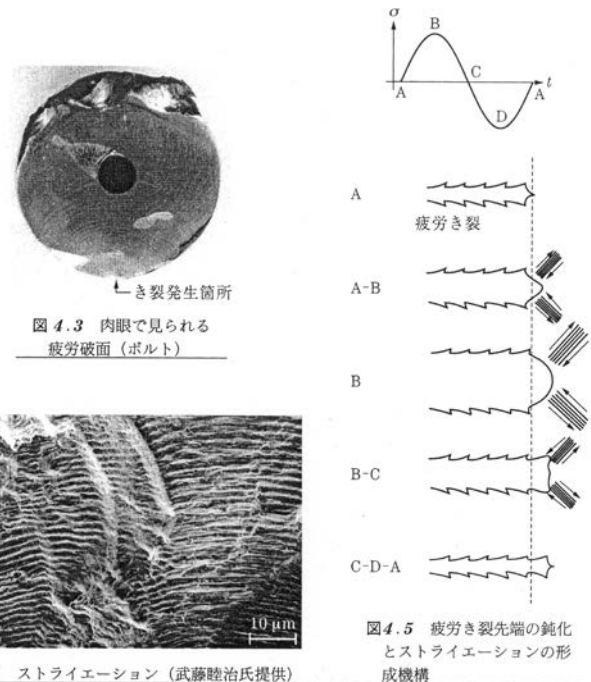 き裂発生箇所
図 4.3 肉眼で見られる
疲労破面（ボルト）
10 μm
ストライエーション（武藤睦治氏提供）
σ
B
C
t
A
A
D
A
疲労き裂
A-B
B
B-C
C-D-A
図4.5 疲労き裂先端の鈍化
とストライエーションの形
成機構